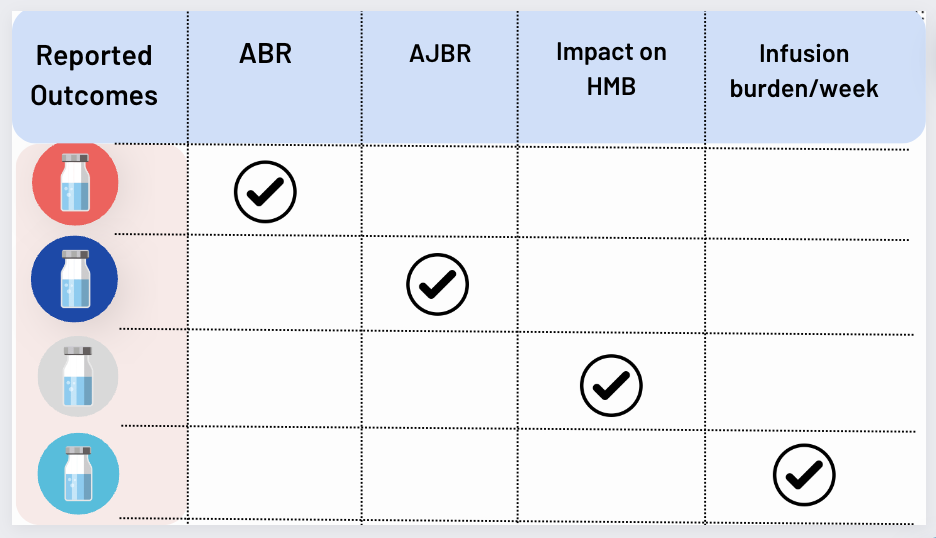 Reported
Outcomes
ABR
AJBR
Impact on
HMB
Infusion
burden/week